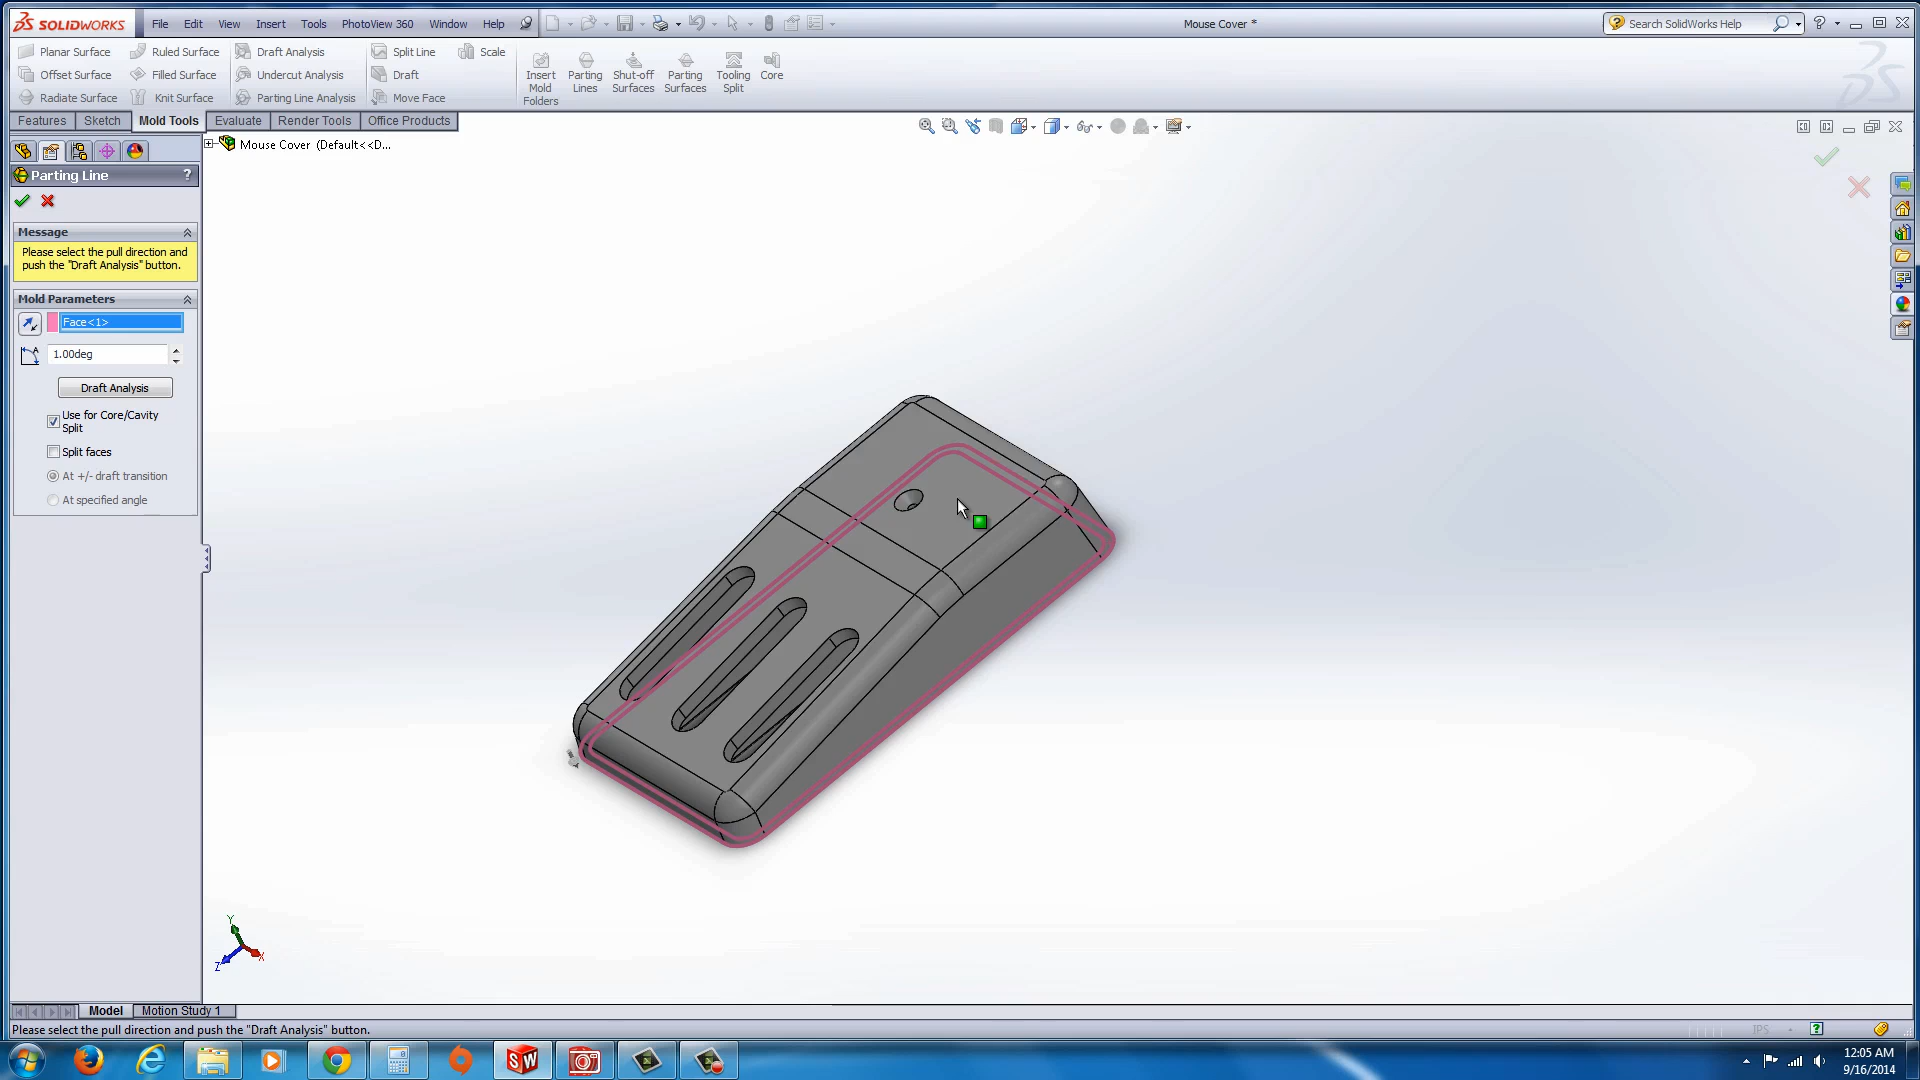 SOLIDWORKS
File Edit View Insert Tools PhotoView 360 Window Help
Mouse Cover *
Search SolidWorks Help
Planar Surface Ruled Surface Draft Analysis Split Line Scale
Offset Surface Filled Surface Undercut Analysis Draft
Radiate Surface Knit Surface Parting Line Analysis Move Face
Insert Mold Folders
Parting Lines
Shut-off Surfaces
Parting Surfaces
Tooling Split
Core
Features Sketch Mold Tools Evaluate Render Tools Office Products
Mouse Cover (Default<<D...
Parting Line ?
Message
Please select the pull direction and
push the "Draft Analysis" button.
Mold Parameters
Face<1>
1.00deg
Draft Analysis
Use for Core/Cavity
Split
Split faces
At +/- draft transition
At specified angle
Y
X
Z
Model Motion Study 1
Please select the pull direction and push the "Draft Analysis" button.
IPS
SW
12:05 AM
9/16/2014